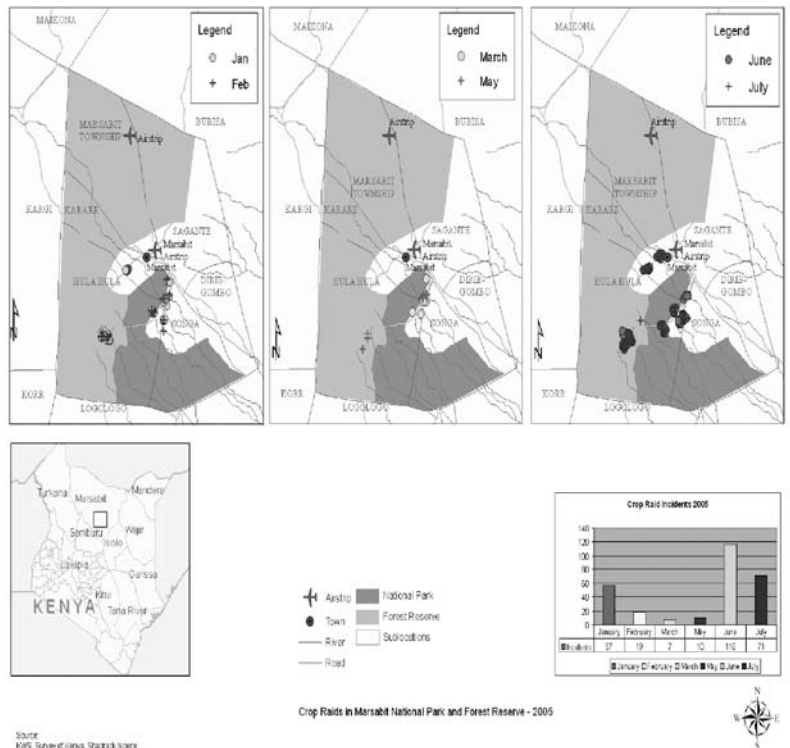 MAIKONA
Legend
Jan
Feb
BUBISA
MARSABIT
TOWNSHIP
Airstrip
KARGI
KARARE
SAGANTE
Marsabit
Airstrip
Marsabit
HULAHULA
DIRIB-
GOMBO
SONGA
KORR
LOGOLOGO
MAIKONA
Legend
March
May
BUBISA
Airstrip
MARSABIT
TOWNSHIP
KARGI
KARARE
SAGANTE
Marsabit
Airstrip
Marsabit
HULAHULA
DIRIB-
GOMBO
SONGA
KORR
LOGOLOGO
MAIKONA
Legend
June
July
BUBISA
Airstrip
MARSABIT
TOWNSHIP
KARGI
KARARE
SAGANTE
Marsabit
Airstrip
Marsabit
HULAHULA
DIRIB-
GOMBO
SONGA
KORR
LOGOLOGO
Turkana
Marsabit
Mandera
Samburu
Wajir
Isiolo
Laikipia
Garissa
Kitui
KENYA
Tana River
Airstrip
Town
River
Road
National Park
Forest Reserve
Sublocations
Crop Raid Incidents 2005
140
120
100
80
60
40
20
0
January February March May June July
Incidents 57 19 7 10 71
January February March May June July
Crop Raids in Marsabit National Park and Forest Reserve - 2005
N
W E
S
Source:
KWS, Survey of Kenya, Shadrack Ngene